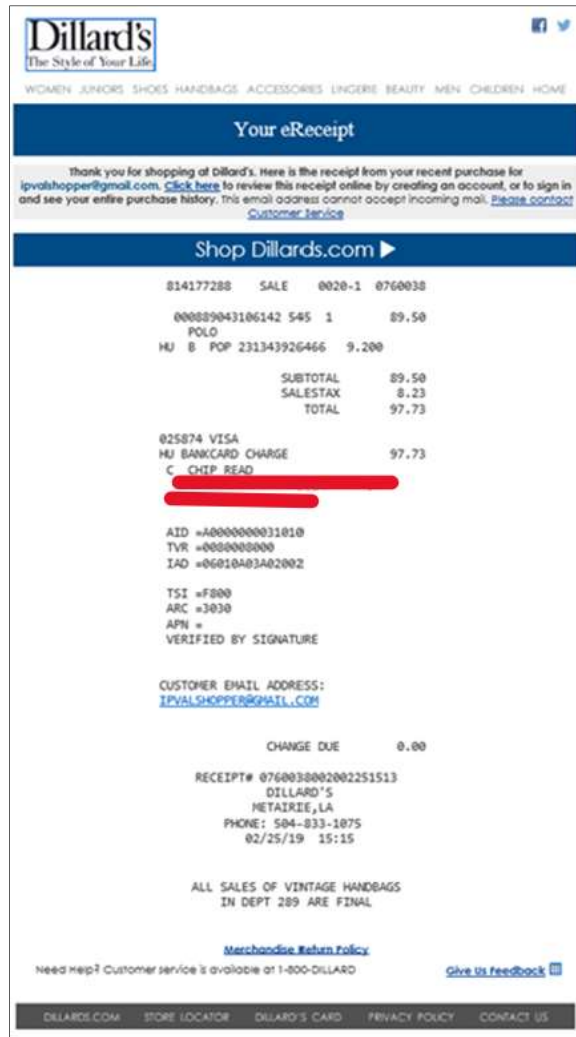 Dillard's
The Style of Your Life.
WOMEN JUNIORS SHOES HANDBAGS ACCESSORIES LINGERIE BEAUTY MEN CHILDREN HOME
Your eReceipt
Thank you for shopping at Dillard's. Here is the receipt from your recent purchase for
ipvalshopper@gmail.com. Click here to review this receipt online by creating an account, or to sign in
and see your entire purchase history. This email address cannot accept incoming mail. Please contact
Customer Service
Shop Dillards.com
814177288 SALE 0020-1 0760038
000889043106142 545 1 89.50
POLO
HU B POP 231343926466 9.200
SUBTOTAL 89.50
SALESTAX 8.23
TOTAL 97.73
025874 VISA
HU BANKCARD CHARGE 97.73
C CHIP READ
AID =A0000000031010
TVR =0080008000
IAD =06010A03A02002
TSI =F800
ARC =3030
APN =
VERIFIED BY SIGNATURE
CUSTOMER EMAIL ADDRESS:
IPVALSHOPPER@GMAIL.COM
CHANGE DUE 0.00
RECEIPT# 0760038002002251513
DILLARD'S
METAIRIE,LA
PHONE: 504-833-1075
02/25/19 15:15
ALL SALES OF VINTAGE HANDBAGS
IN DEPT 289 ARE FINAL
Merchandise Return Policy
Need Help? Customer service is available at 1-800-DILLARD
Give Us Feedback
DILLARDS.COM STORE LOCATOR DILLARD'S CARD PRIVACY POLICY CONTACT US